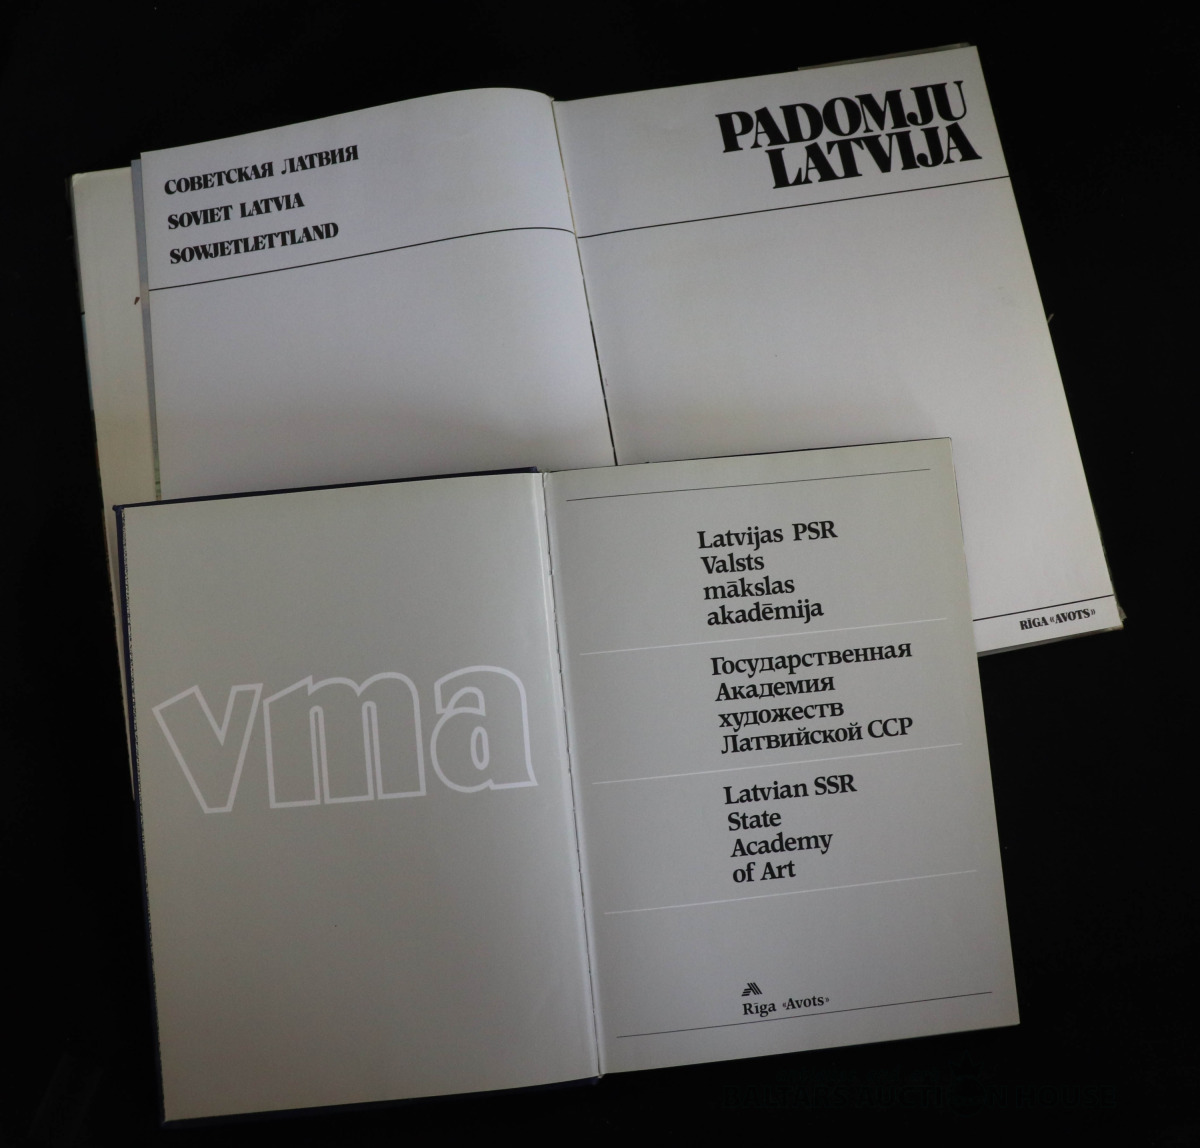 СОВЕТСКАЯ ЛАТВИЯ
SOVIET LATVIA
SOWJETLETTLAND
PADOMJU
LATVIJA
RĪGA «AVOTS»
vma
Latvijas PSR
Valsts
mākslas
akadēmija
Государственная
Академия
художеств
Латвийской ССР
Latvian SSR
State
Academy
of Art
Rīga «Avots»